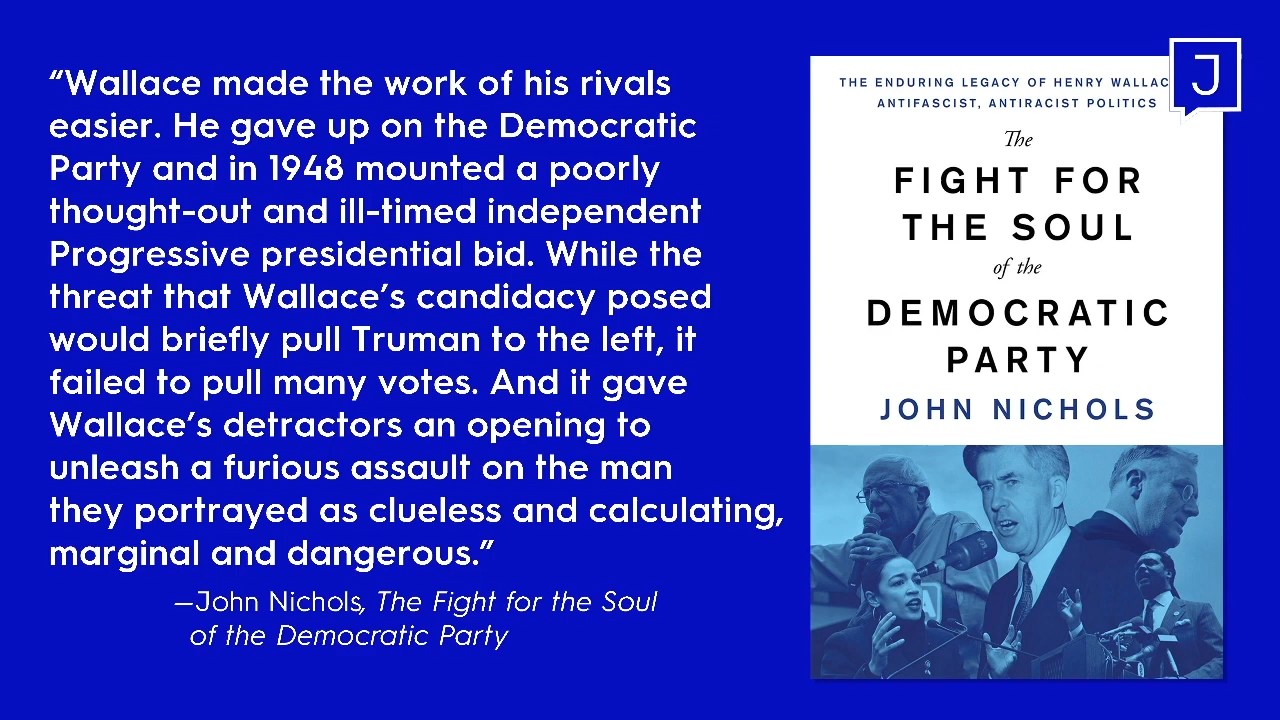 “Wallace made the work of his rivals
easier. He gave up on the Democratic
Party and in 1948 mounted a poorly
thought-out and ill-timed independent
Progressive presidential bid. While the
threat that Wallace’s candidacy posed
would briefly pull Truman to the left, it
failed to pull many votes. And it gave
Wallace’s detractors an opening to
unleash a furious assault on the man
they portrayed as clueless and calculating,
marginal and dangerous.”
—John Nichols, The Fight for the Soul
of the Democratic Party
J
THE ENDURING LEGACY OF HENRY WALLAC
ANTIFASCIST, ANTIRACIST POLITICS
The
FIGHT FOR
THE SOUL
of the
DEMOCRATIC
PARTY
JOHN NICHOLS